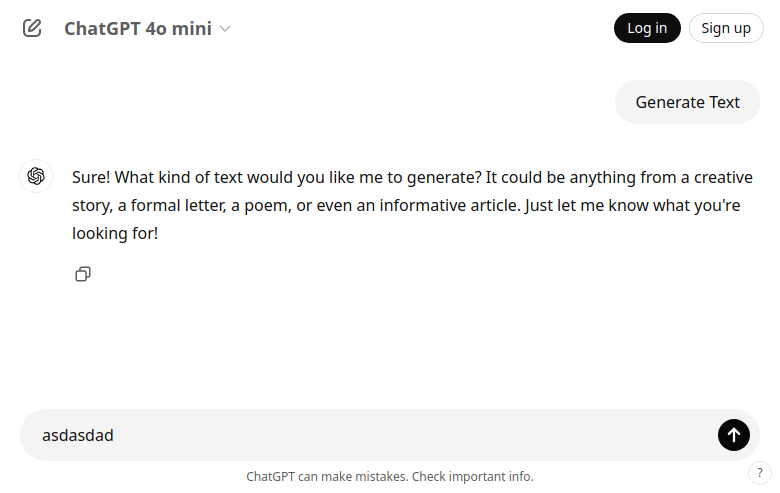 ChatGPT 4o mini
Log in
Sign up
Generate Text
Sure! What kind of text would you like me to generate? It could be anything from a creative
story, a formal letter, a poem, or even an informative article. Just let me know what you're
looking for!
asdasdad
ChatGPT can make mistakes. Check important info.
?